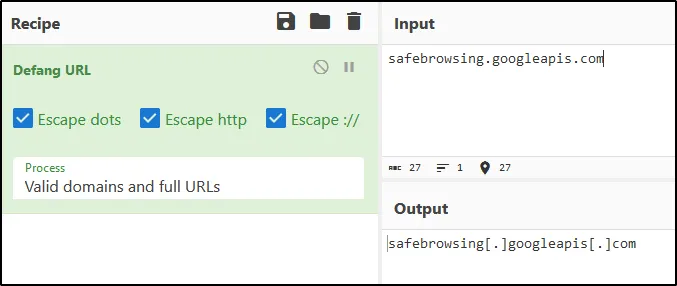 Recipe
Defang URL
Escape dots
Escape http
Escape ://
Process
Valid domains and full URLs
Input
safebrowsing.googleapis.com
ABC 27
1
27
Output
safebrowsing[.]googleapis[.]com